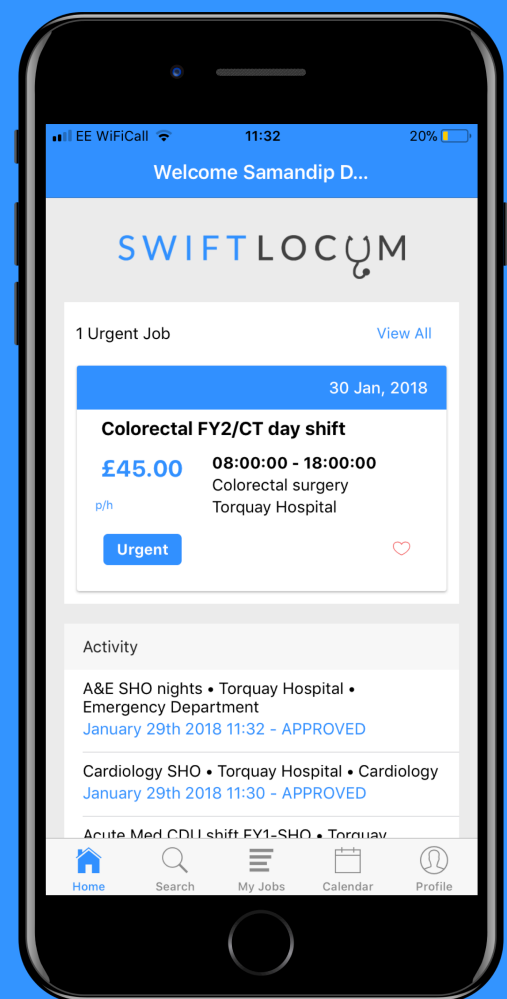 EE WiFiCall 11:32 20%
Welcome Samandip D...
SWIFTLOCUM
1 Urgent Job View All
30 Jan, 2018
Colorectal FY2/CT day shift
£45.00 08:00:00 - 18:00:00
Colorectal surgery
p/h Torquay Hospital
Urgent
Activity
A&E SHO nights • Torquay Hospital •
Emergency Department
January 29th 2018 11:32 - APPROVED
Cardiology SHO • Torquay Hospital • Cardiology
January 29th 2018 11:30 - APPROVED
Acute Med CDU shift FY1-SHO • Torquay
Home Search My Jobs Calendar Profile